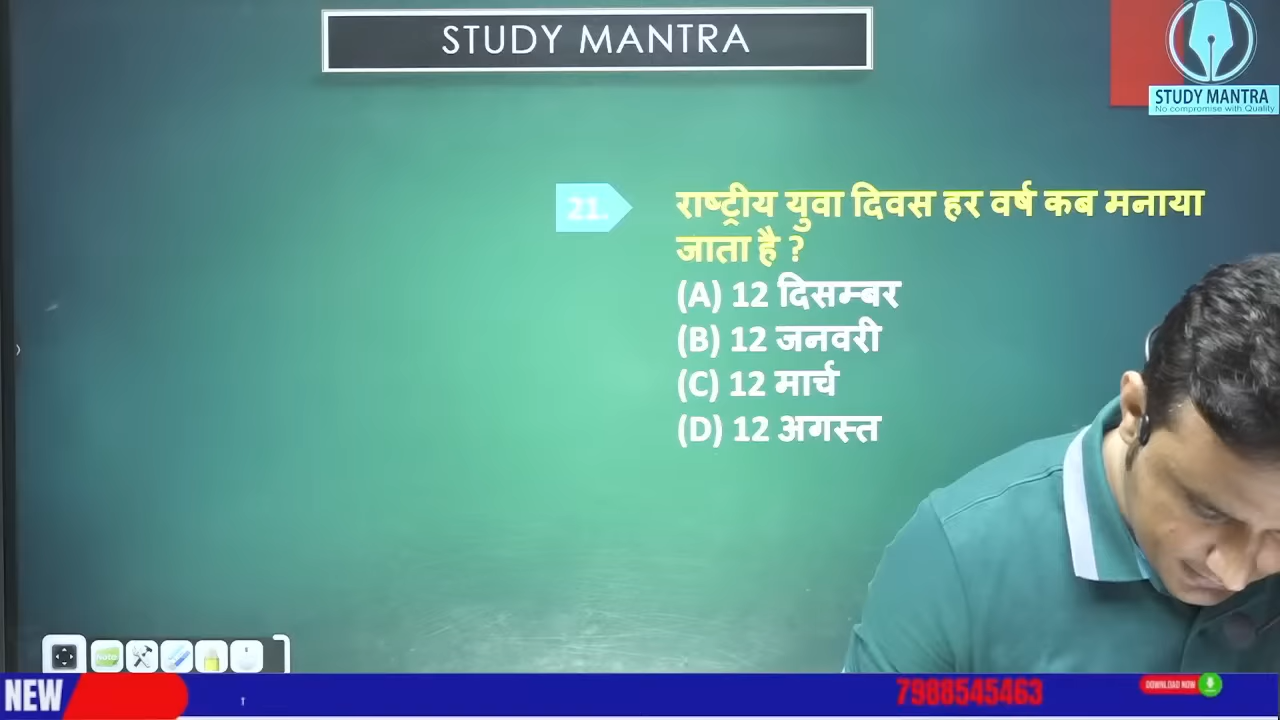 STUDY MANTRA
STUDY MANTRA
No compromise with Quality
21.
राष्ट्रीय युवा दिवस हर वर्ष कब मनाया
जाता है ?
(A) 12 दिसम्बर
(B) 12 जनवरी
(C) 12 मार्च
(D) 12 अगस्त
Note
NEW
7988545463
DOWNLOAD NOW